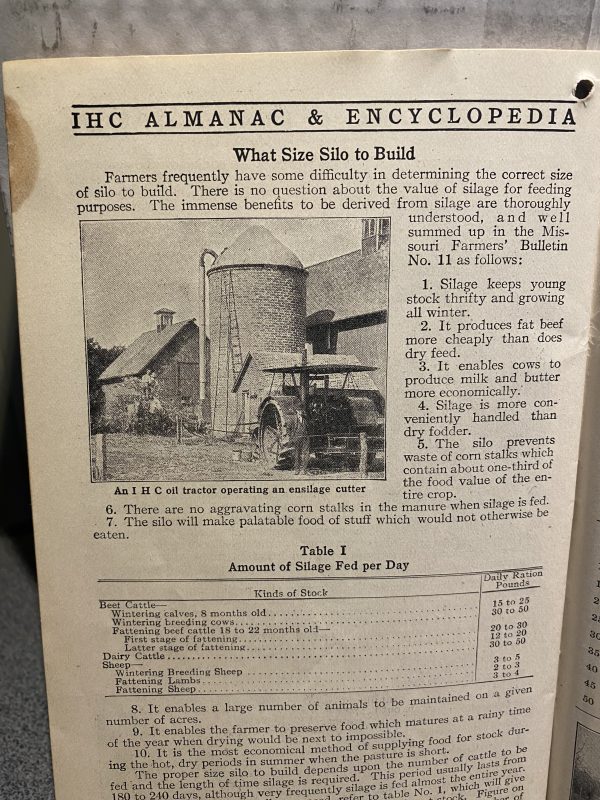 IHC ALMANAC & ENCYCLOPEDIA
What Size Silo to Build
Farmers frequently have some difficulty in determining the correct size
of silo to build. There is no question about the value of silage for feeding
purposes. The immense benefits to be derived from silage are thoroughly
understood, and well
summed up in the Mis-
souri Farmers' Bulletin
No. 11 as follows:
1. Silage keeps young
stock thrifty and growing
all winter.
2. It produces fat beef
more cheaply than does
dry feed.
3. It enables cows to
produce milk and butter
more economically.
4. Silage is more con-
veniently handled than
dry fodder.
5. The silo prevents
waste of corn stalks which
contain about one-third of
the food value of the en-
tire crop.
An I H C oil tractor operating an ensilage cutter
6. There are no aggravating corn stalks in the manure when silage is fed.
7. The silo will make palatable food of stuff which would not otherwise be
eaten.
Table I
Amount of Silage Fed per Day
Kinds of Stock Daily Ration
Pounds
Beef Cattle—
Wintering calves, 8 months old 15 to 25
Wintering breeding cows 30 to 50
Fattening beef cattle 18 to 22 months old—
First stage of fattening 20 to 30
Latter stage of fattening 12 to 20
Dairy Cattle 30 to 50
Sheep—
Wintering Breeding Sheep 3 to 5
Fattening Lambs 2 to 3
Fattening Sheep 3 to 4
8. It enables a large number of animals to be maintained on a given
number of acres.
9. It enables the farmer to preserve food which matures at a rainy time
of the year when drying would be next to impossible.
10. It is the most economical method of supplying food for stock dur-
ing the hot, dry periods in summer when the pasture is short.
The proper size silo to build depends upon the number of cattle to be
fed and the length of time silage is required. This period usually lasts from
180 to 240 days, although very frequently silage is fed almost the entire year.
refer to table No. 1, which will give
stock. Figure on
30
35
40
45
50